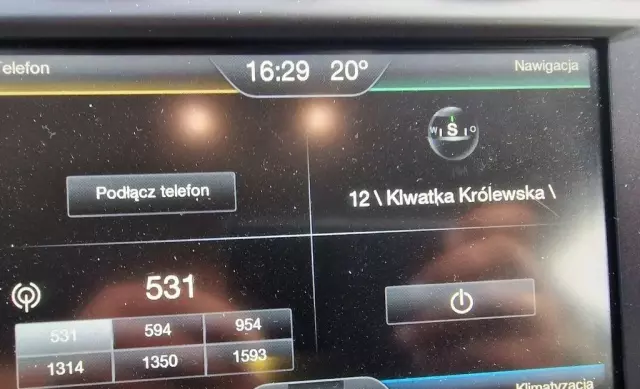 Telefon
16:29 20°
Nawigacja
W S O
Podłącz telefon
12 \ Klwatka Królewska \
531
531 594 954
1314 1350 1593
Klimatyzacja